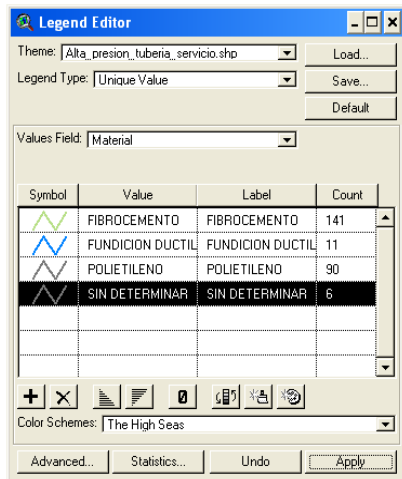 Legend Editor
Theme: Alta_presion_tuberia_servicio.shp Load...
Legend Type: Unique Value Save...
Default
Values Field: Material
Symbol Value Label Count
FIBROCEMENTO FIBROCEMENTO 141
FUNDICION DUCTIL FUNDICION DUCTIL 11
POLIETILENO POLIETILENO 90
SIN DETERMINAR SIN DETERMINAR 6
0
Color Schemes: The High Seas
Advanced... Statistics... Undo Apply